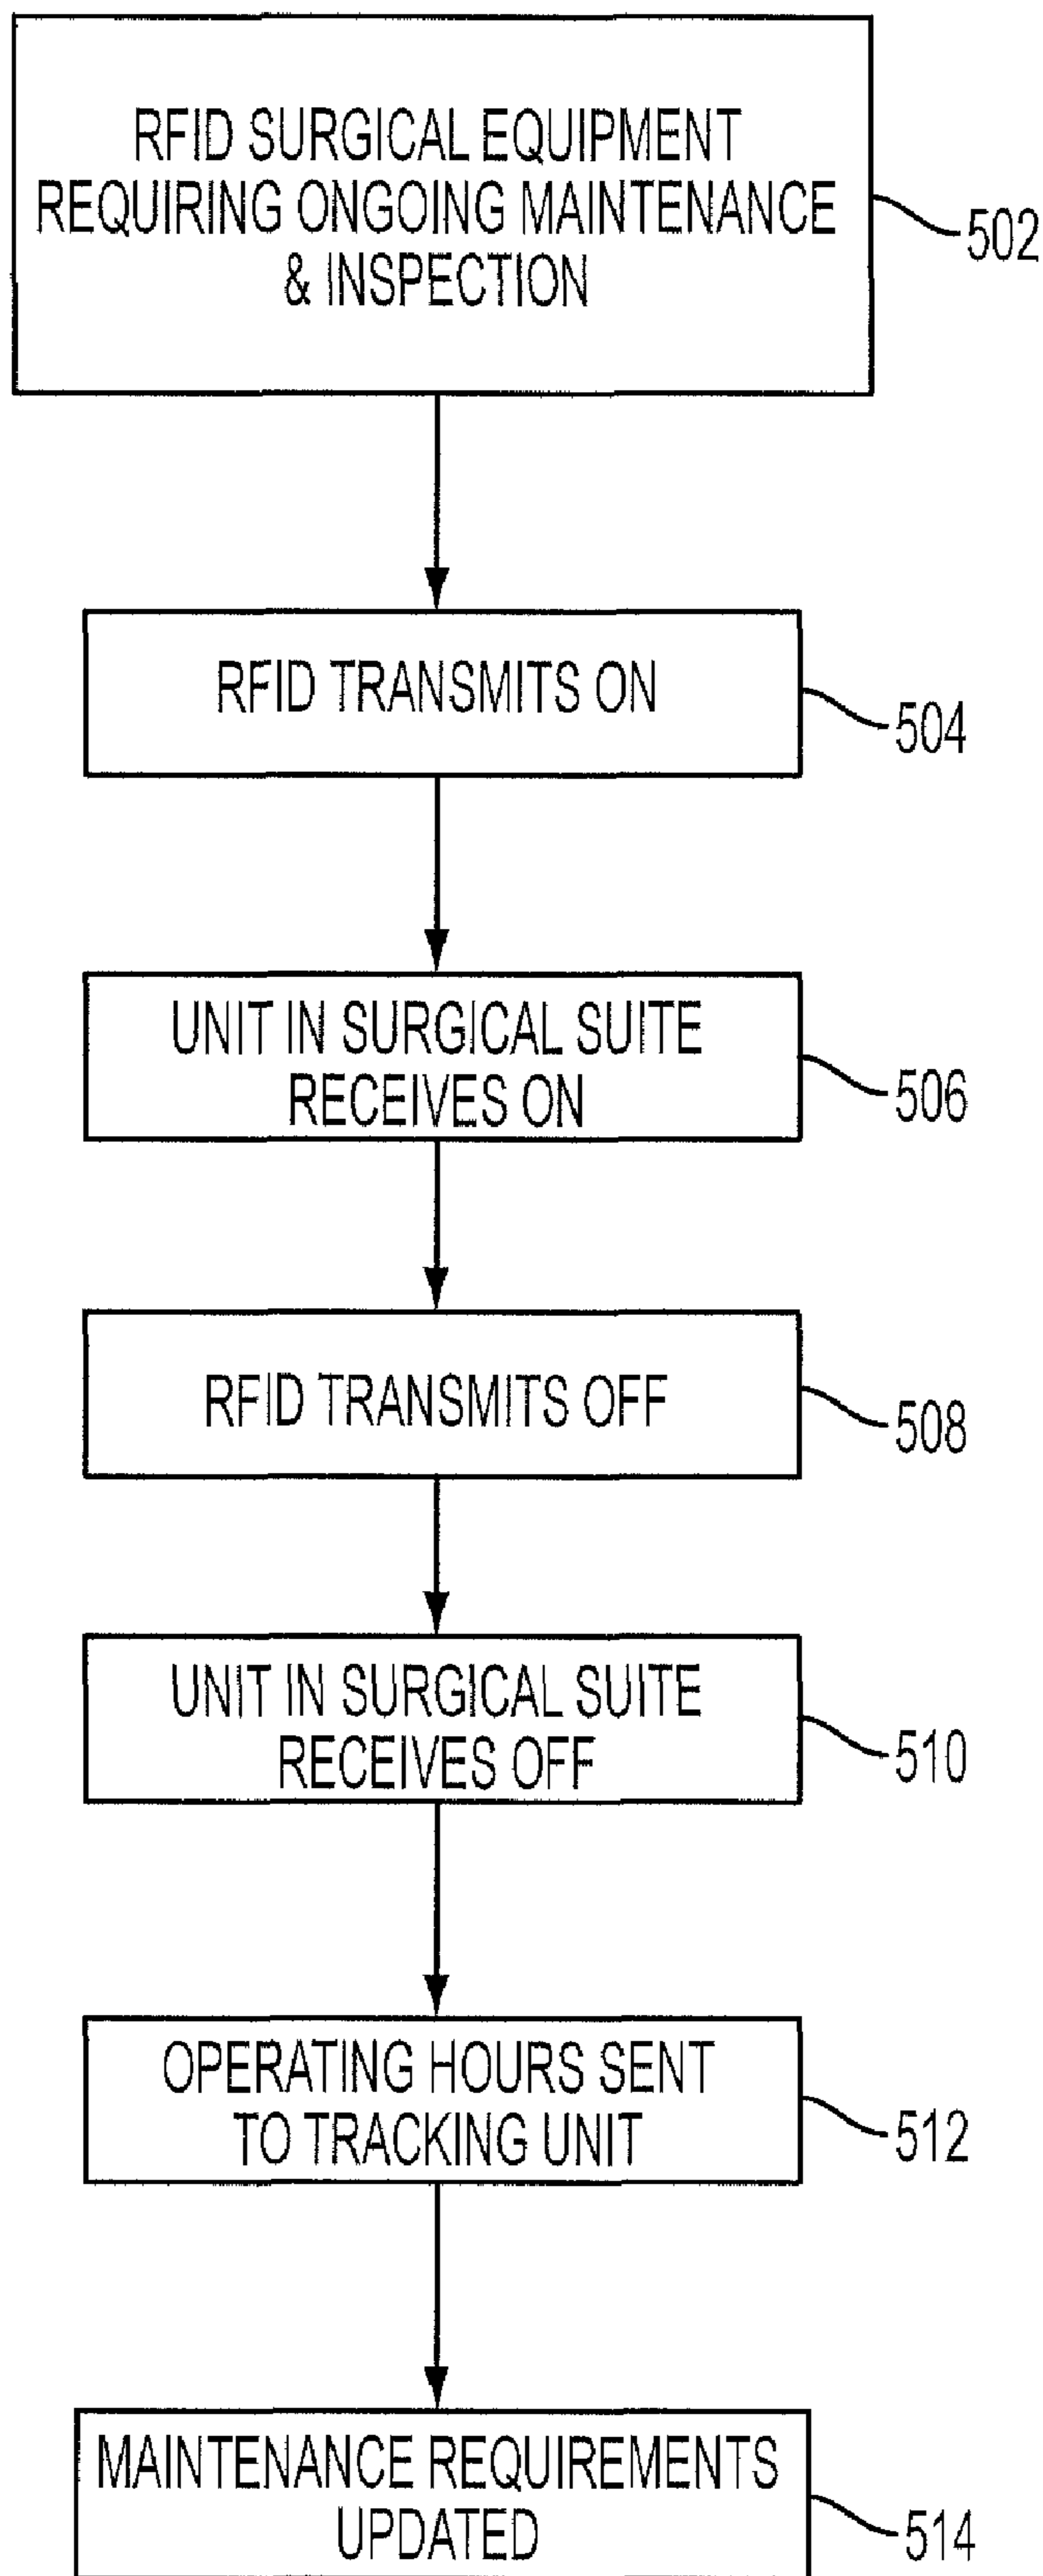 RFID SURGICAL EQUIPMENT
REQUIRING ONGOING MAINTENANCE
& INSPECTION
502
RFID TRANSMITS ON
504
UNIT IN SURGICAL SUITE
RECEIVES ON
506
RFID TRANSMITS OFF
508
UNIT IN SURGICAL SUITE
RECEIVES OFF
510
OPERATING HOURS SENT
TO TRACKING UNIT
512
MAINTENANCE REQUIREMENTS
UPDATED
514